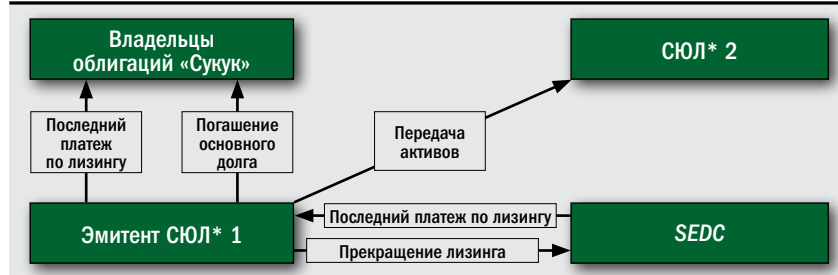 Владельцы
облигаций «Сукук»
СЮЛ* 2
Последний
платеж
по лизингу
Погашение
основного
долга
Передача
активов
Эмитент СЮЛ* 1
Последний платеж по лизингу
Прекращение лизинга
SEDC